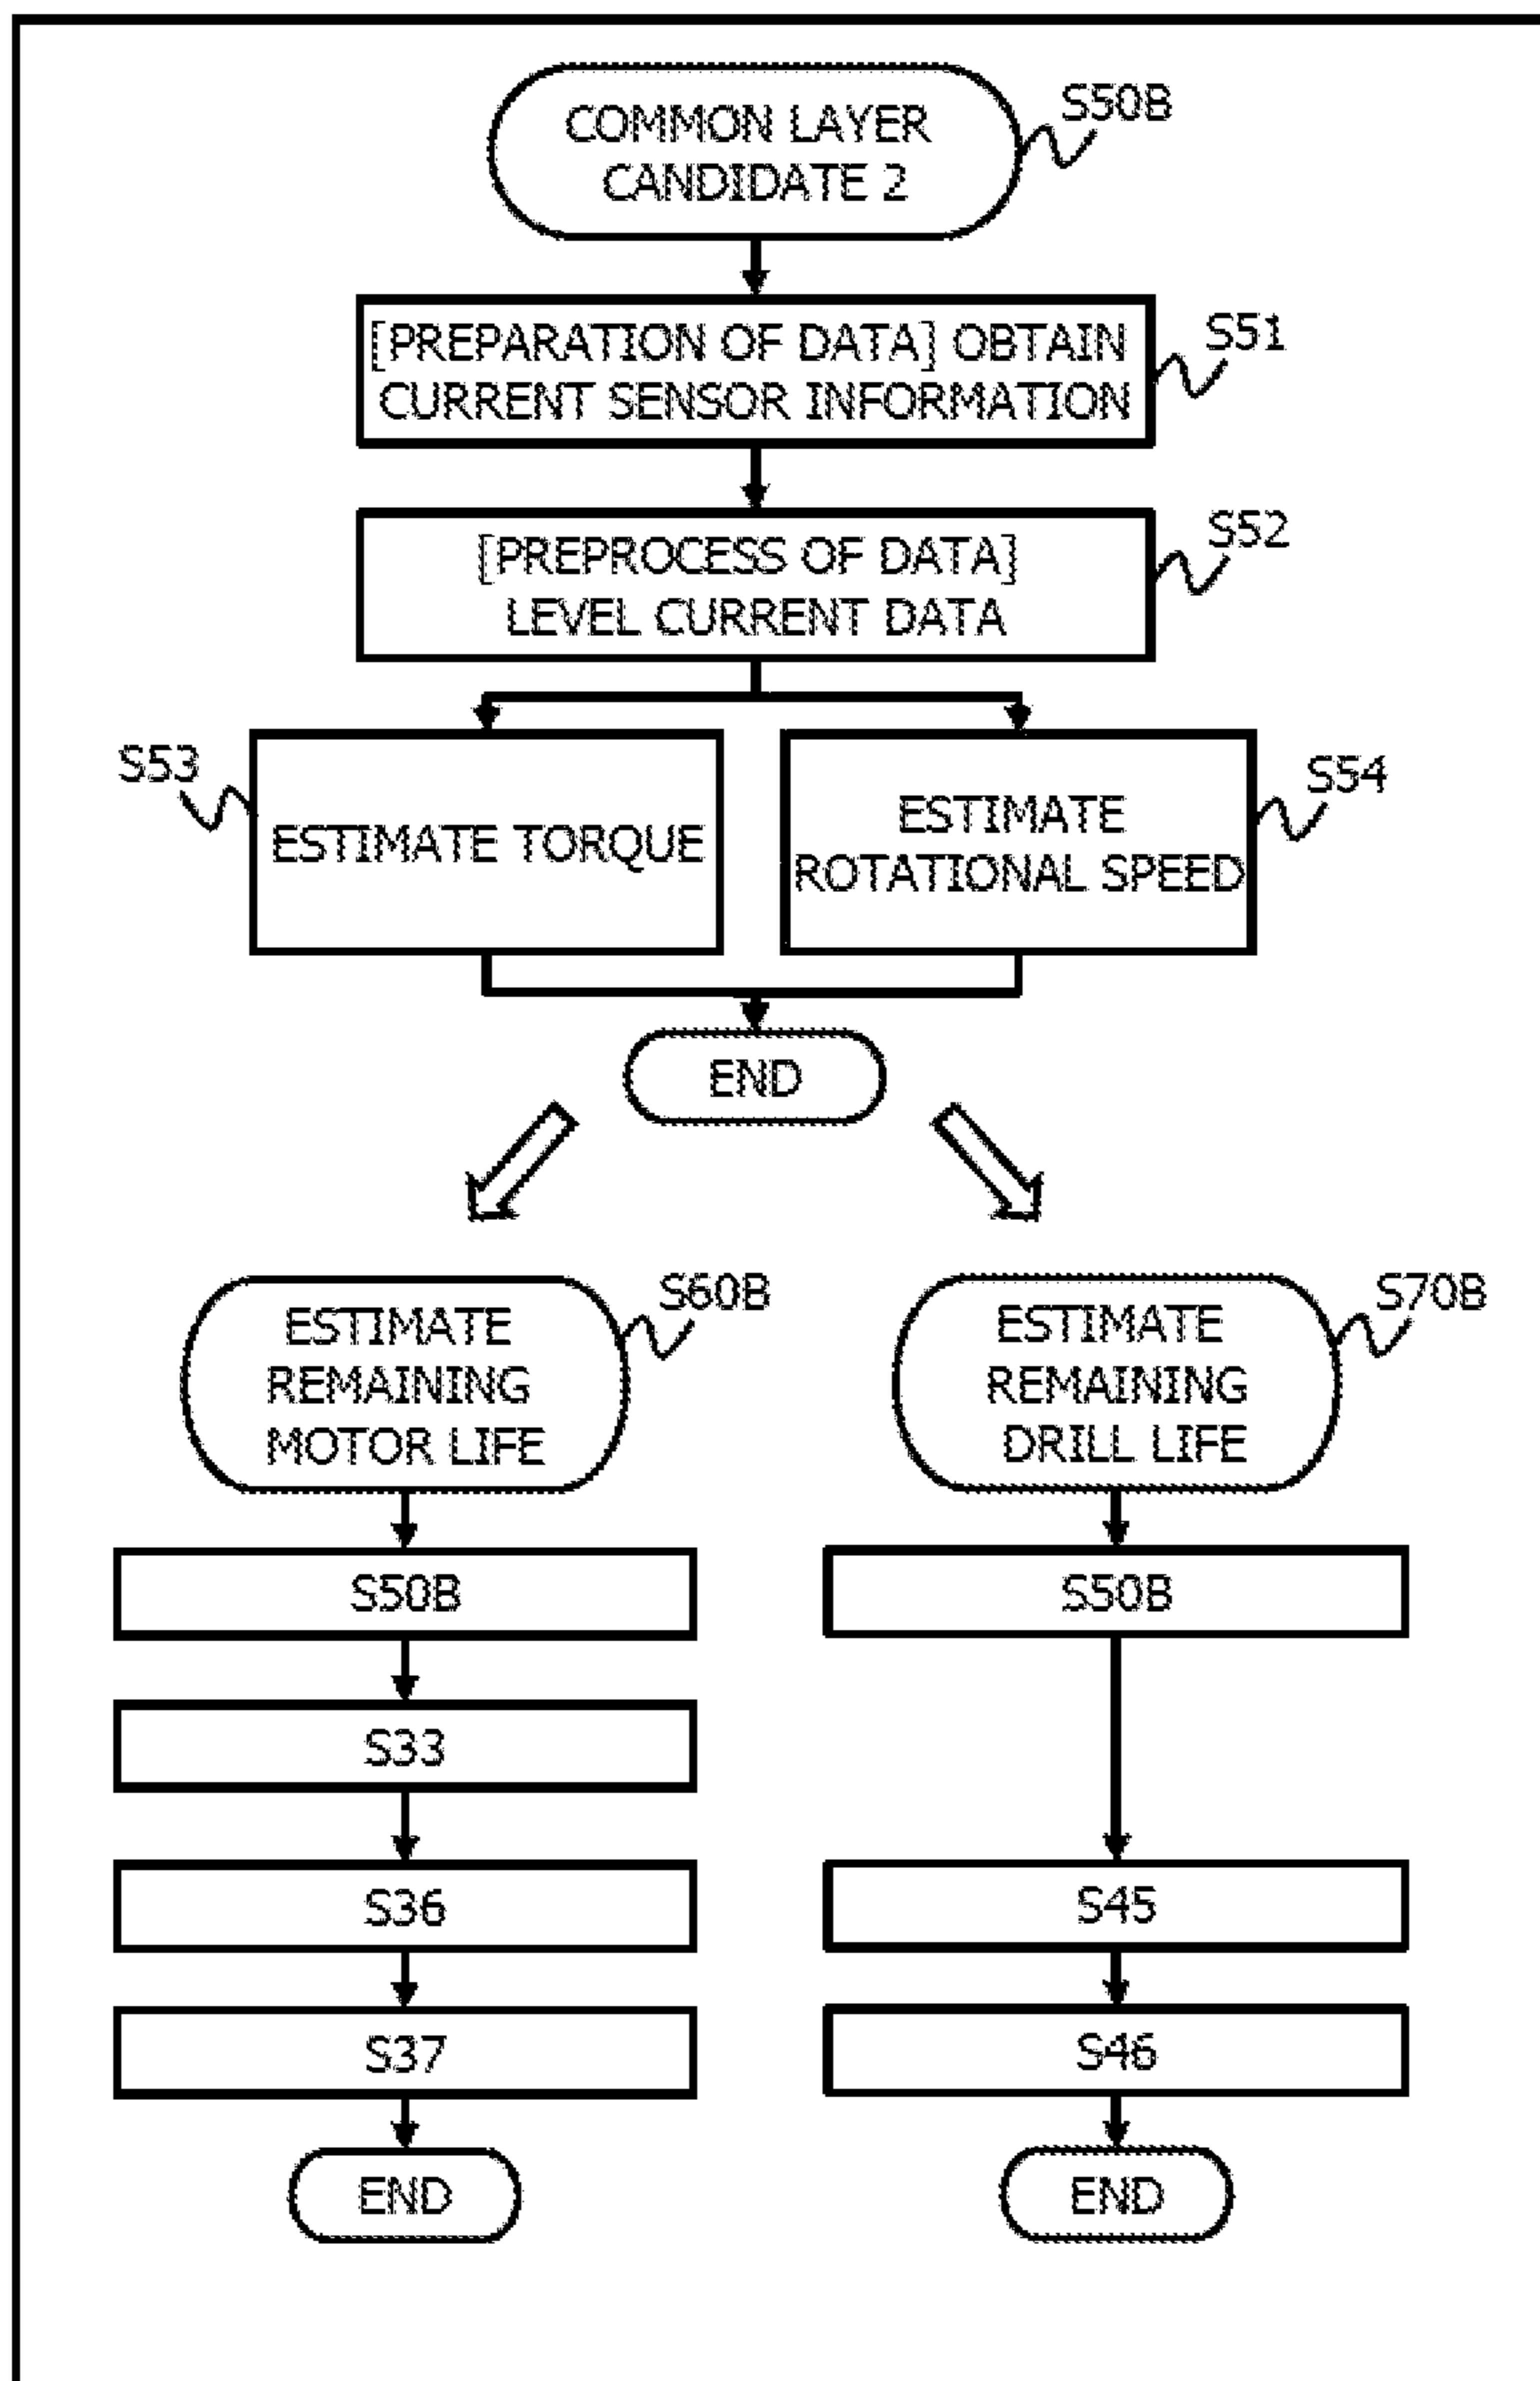 COMMON LAYER
CANDIDATE 2
S50B
[PREPARATION OF DATA] OBTAIN
CURRENT SENSOR INFORMATION
S51
[PREPROCESS OF DATA]
LEVEL CURRENT DATA
S52
S53
ESTIMATE TORQUE
ESTIMATE
ROTATIONAL SPEED
S54
END
ESTIMATE
REMAINING
MOTOR LIFE
S60B
S50B
S33
S36
S37
END
ESTIMATE
REMAINING
DRILL LIFE
S70B
S50B
S45
S46
END